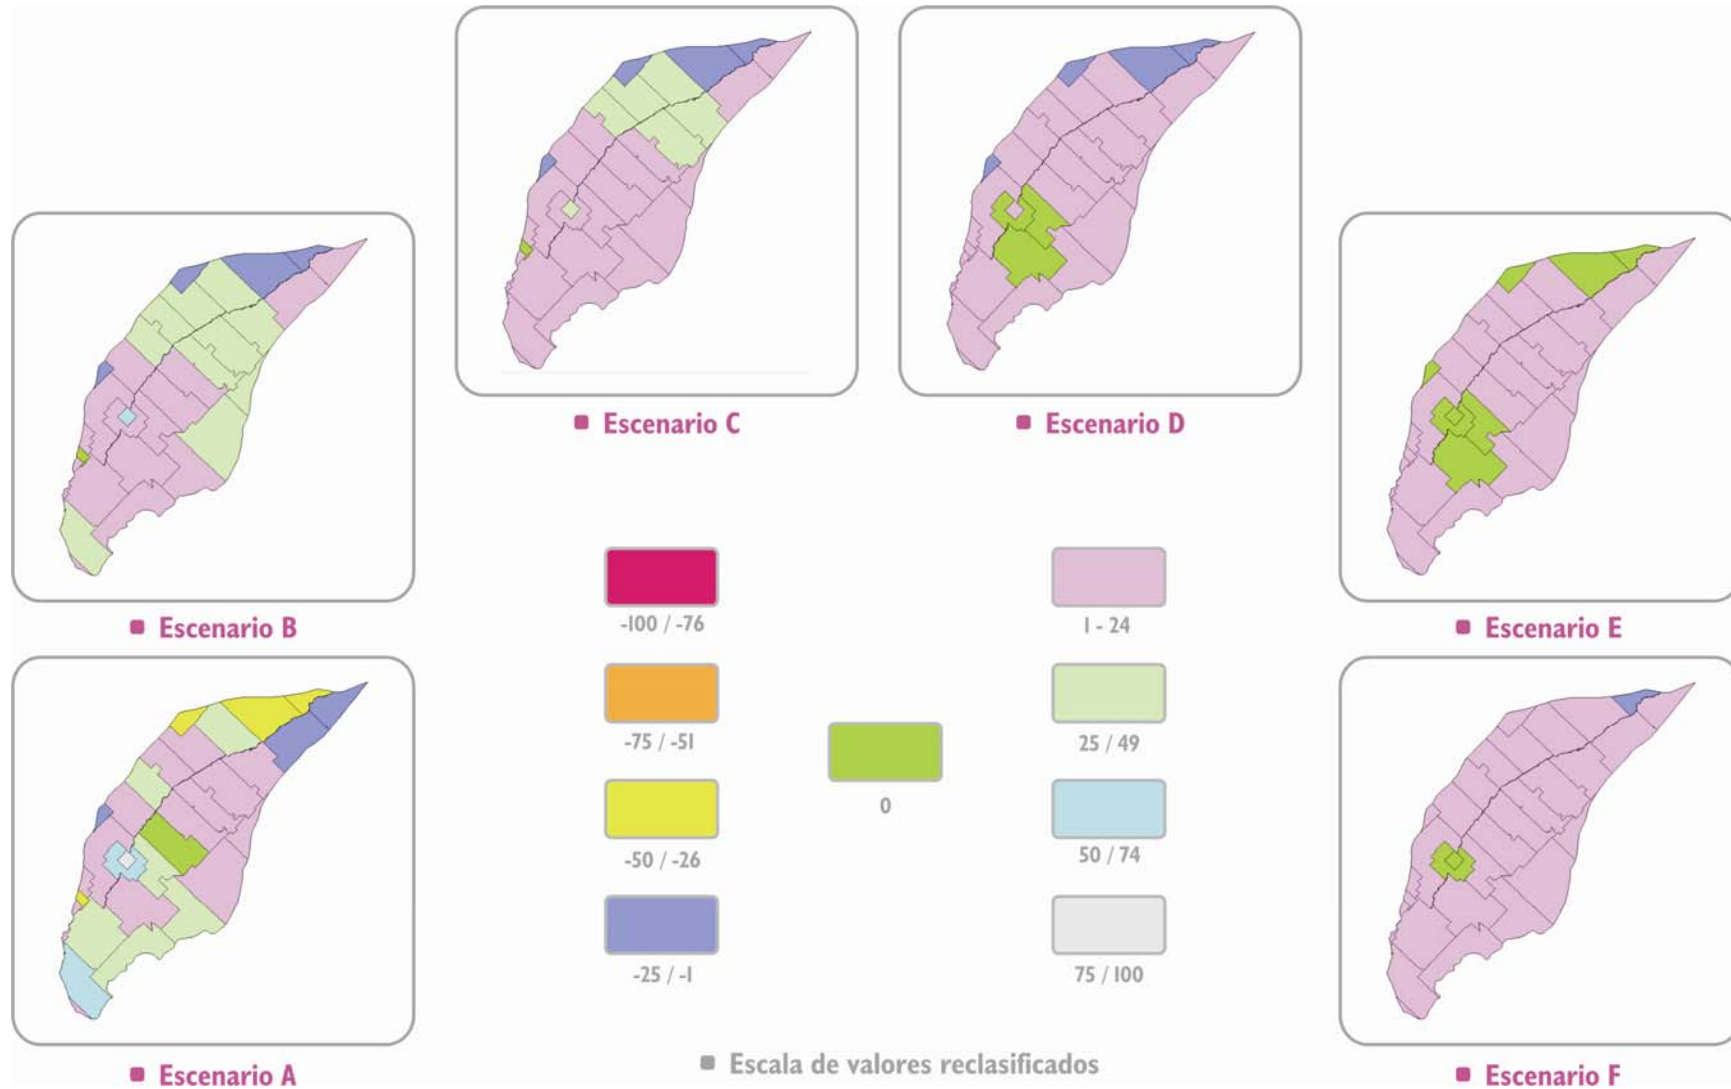 Escenario C
Escenario D
Escenario B
Escenario E
-100 / -76
1 - 24
-75 / -51
25 / 49
0
-50 / -26
50 / 74
-25 / -1
75 / 100
Escala de valores reclasificados
Escenario A
Escenario F